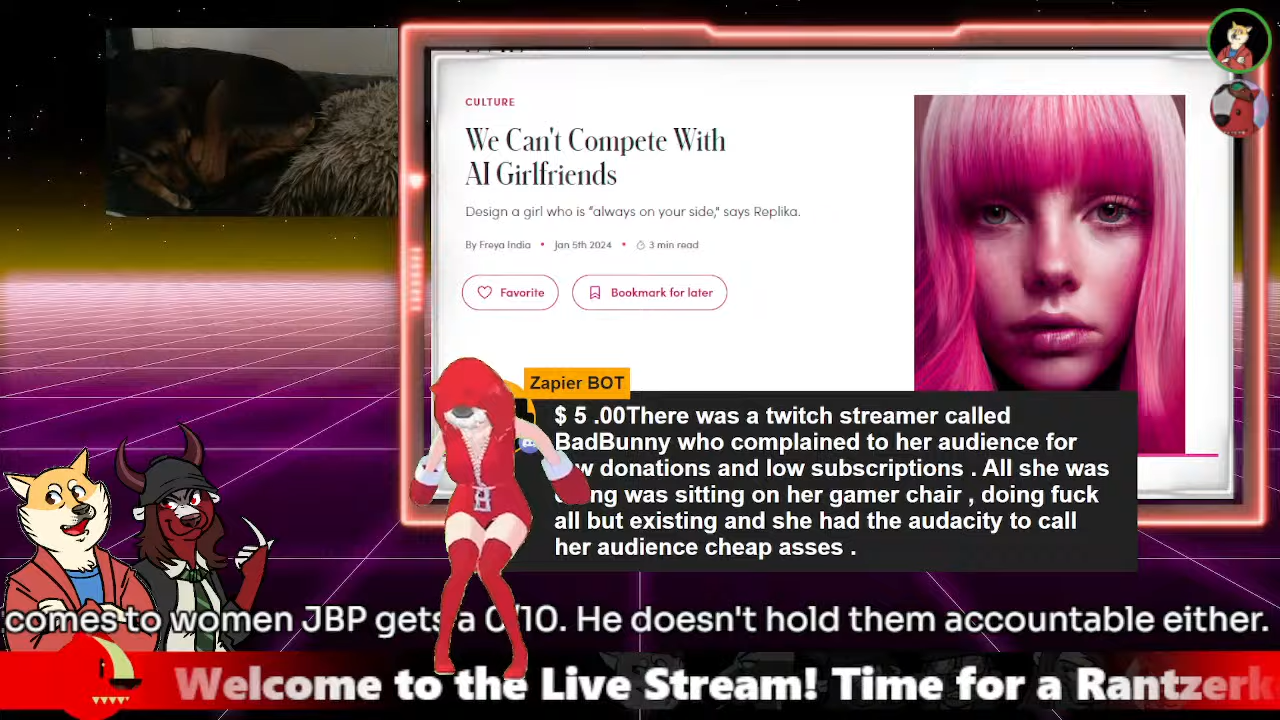 CULTURE
We Can't Compete With
AI Girlfriends
Design a girl who is “always on your side,” says Replika.
By Freya India • Jan 5th 2024 • 3 min read
Favorite
Bookmark for later
Zapier BOT
$ 5 .00There was a twitch streamer called
BadBunny who complained to her audience for
donations and low subscriptions . All she was
was sitting on her gamer chair , doing fuck
all but existing and she had the audacity to call
her audience cheap asses .
comes to women JBP gets a 0/10. He doesn't hold them accountable either.
Welcome to the Live Stream! Time for a Rantzerk